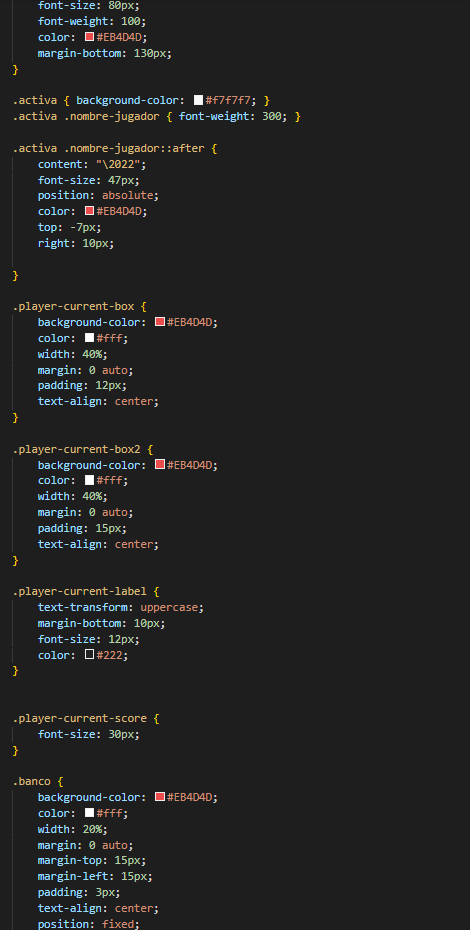 font-size: 80px;
    font-weight: 100;
    color: #EB4D4D;
    margin-bottom: 130px;
}

.activa { background-color: #f7f7f7; }
.activa .nombre-jugador { font-weight: 300; }

.activa .nombre-jugador::after {
    content: "\2022";
    font-size: 47px;
    position: absolute;
    color: #EB4D4D;
    top: -7px;
    right: 10px;

}

.player-current-box {
    background-color: #EB4D4D;
    color: #fff;
    width: 40%;
    margin: 0 auto;
    padding: 12px;
    text-align: center;
}

.player-current-box2 {
    background-color: #EB4D4D;
    color: #fff;
    width: 40%;
    margin: 0 auto;
    padding: 15px;
    text-align: center;
}

.player-current-label {
    text-transform: uppercase;
    margin-bottom: 10px;
    font-size: 12px;
    color: #222;
}


.player-current-score {
    font-size: 30px;
}

.banco {
    background-color: #EB4D4D;
    color: #fff;
    width: 20%;
    margin: 0 auto;
    margin-top: 15px;
    margin-left: 15px;
    padding: 3px;
    text-align: center;
    position: fixed;